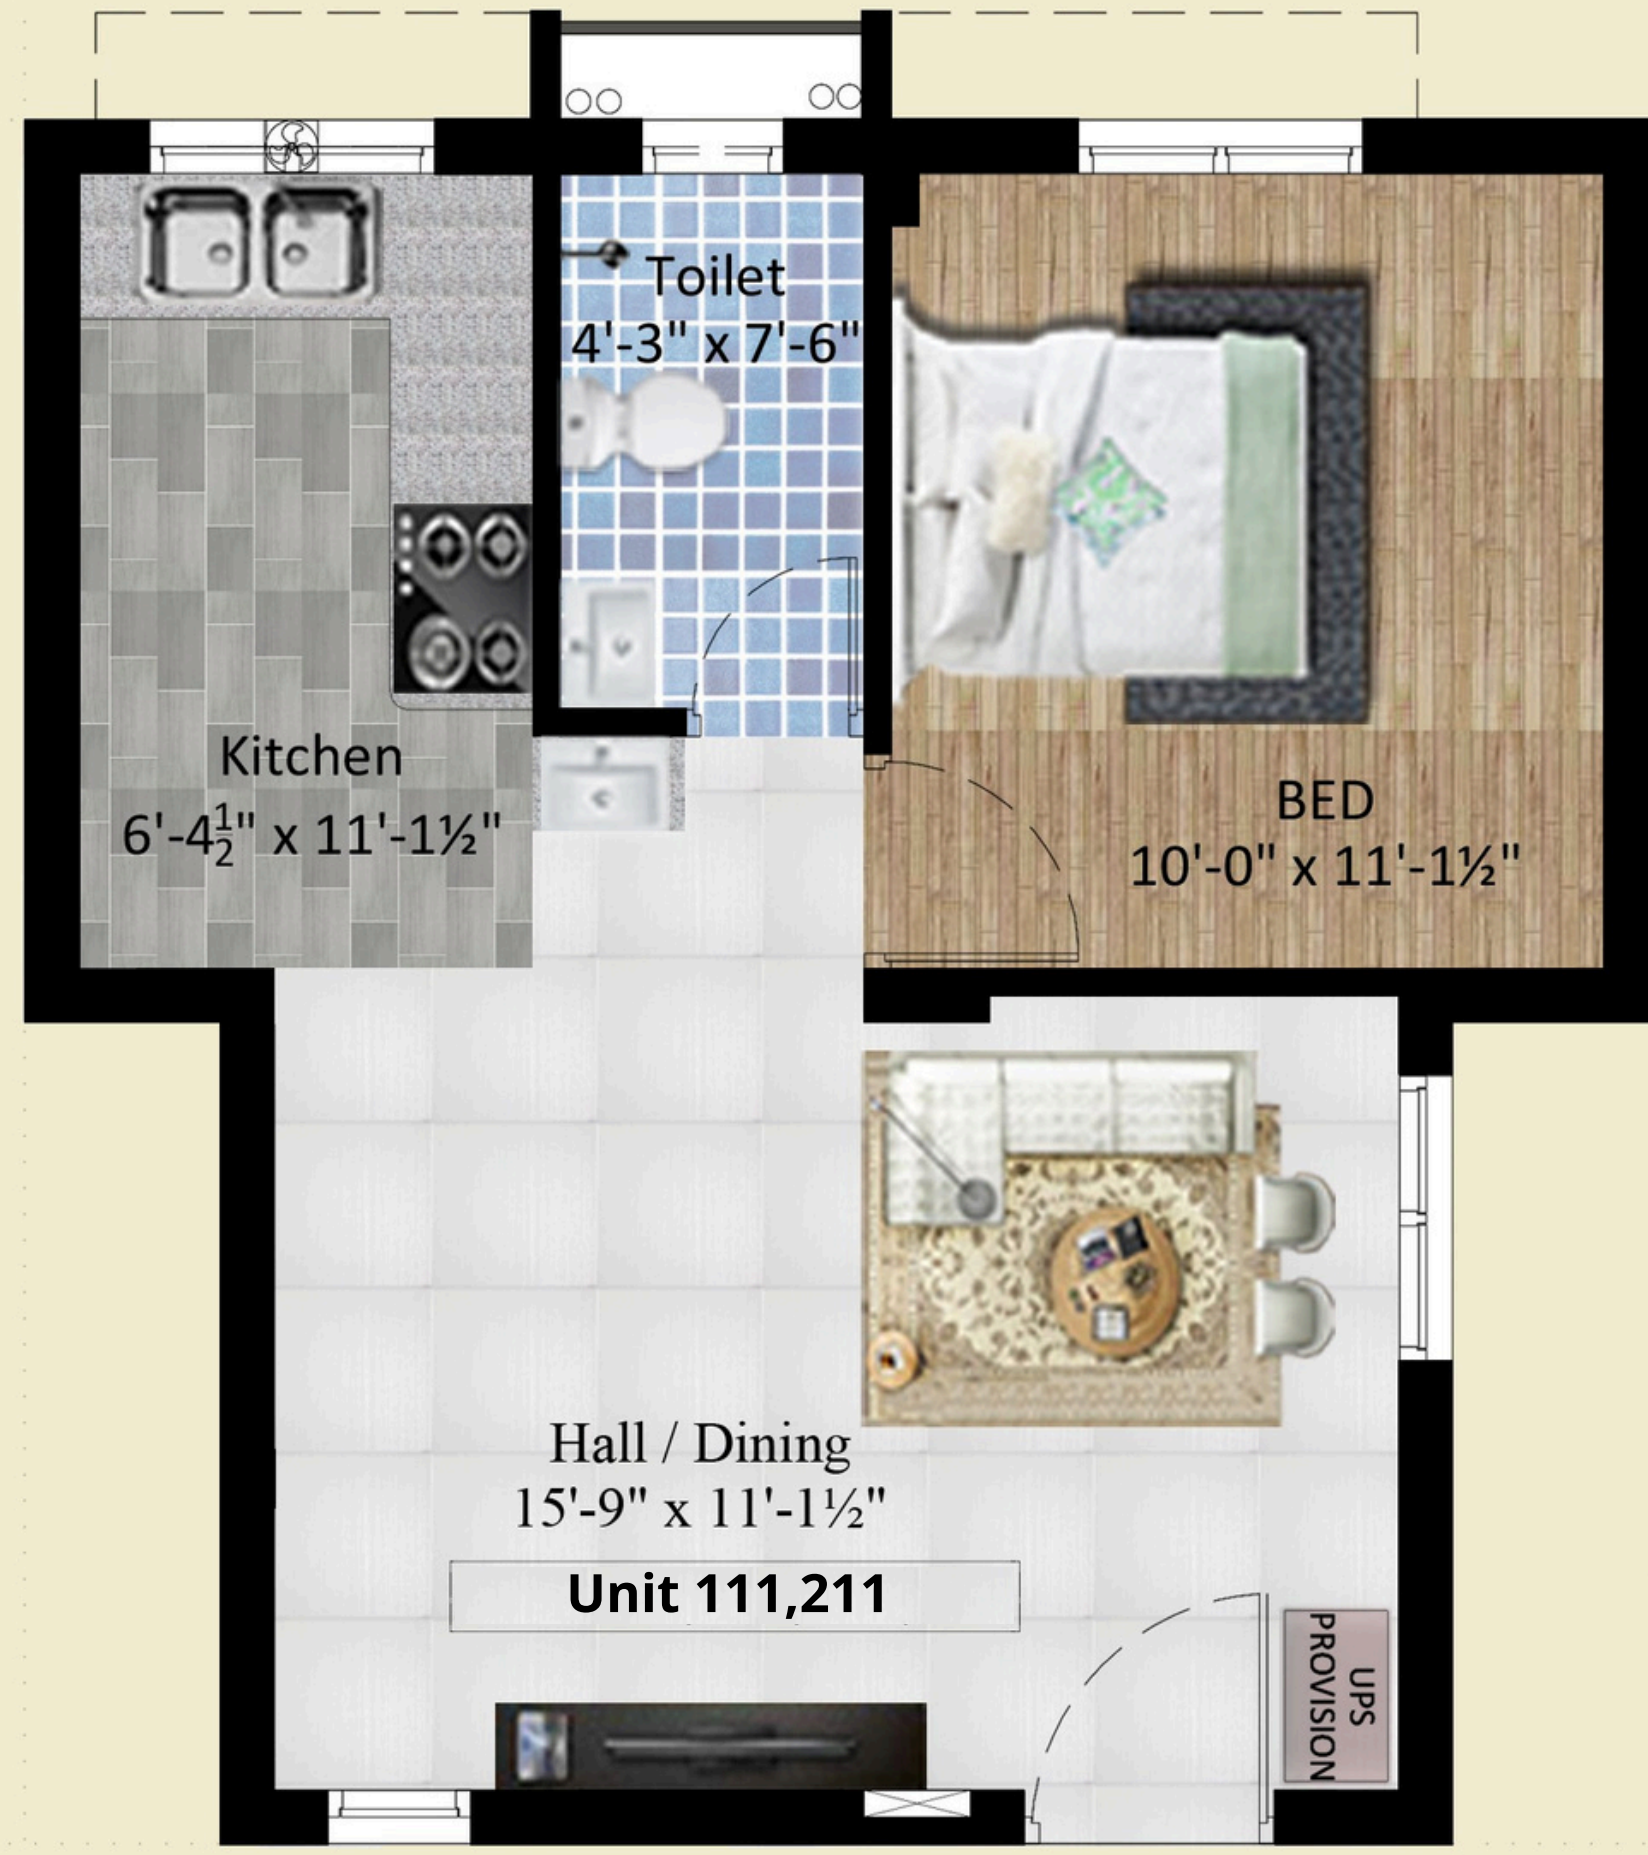 Toilet
4'-3" x 7'-6"
Kitchen
6'-4½" x 11'-1½"
BED
10'-0" x 11'-1½"
Hall / Dining
15'-9" x 11'-1½"
Unit 111,211
UPS
PROVISION